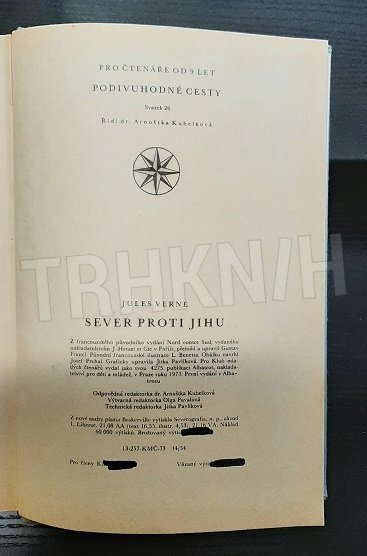 PRO ČTENÁŘE OD 9 LET
PODIVUHODNÉ CESTY
Svazek 26
Řídí dr. Arnoštka Kubelková
TRHKNIH
JULES VERNE
SEVER PROTI JIHU
Z francouzského původního vydání Nord contre Sud, vydaného
nakladatelstvím J. Hetzel et Cie v Paříži, přeložil a upravil Gustav
Francl. Původní francouzské ilustrace L. Benetta. Obálku navrhl
Josef Prchal. Graficky upravila Jitka Pavlíková. Pro Klub mla-
dých čtenářů vydal jako svou 4275. publikaci Albatros, naklada-
telství pro děti a mládež, v Praze roku 1973. První vydání v Alba-
trosu
Odpovědná redaktorka dr. Arnoštka Kubelková
Výtvarná redaktorka Olga Pavalová
Technická redaktorka Jitka Pavlíková
Z nové sazby písma Baskerville vytiskla Severografia, n. p., závod
1, Liberec. 21,08 AA (text 16,55, ilustr. 4,53), 21,16 VA. Náklad
60 000 výtisků. Brožovaný výtis
13-257-KMČ-73 14/54
Pro členy K
Vázaný výtis